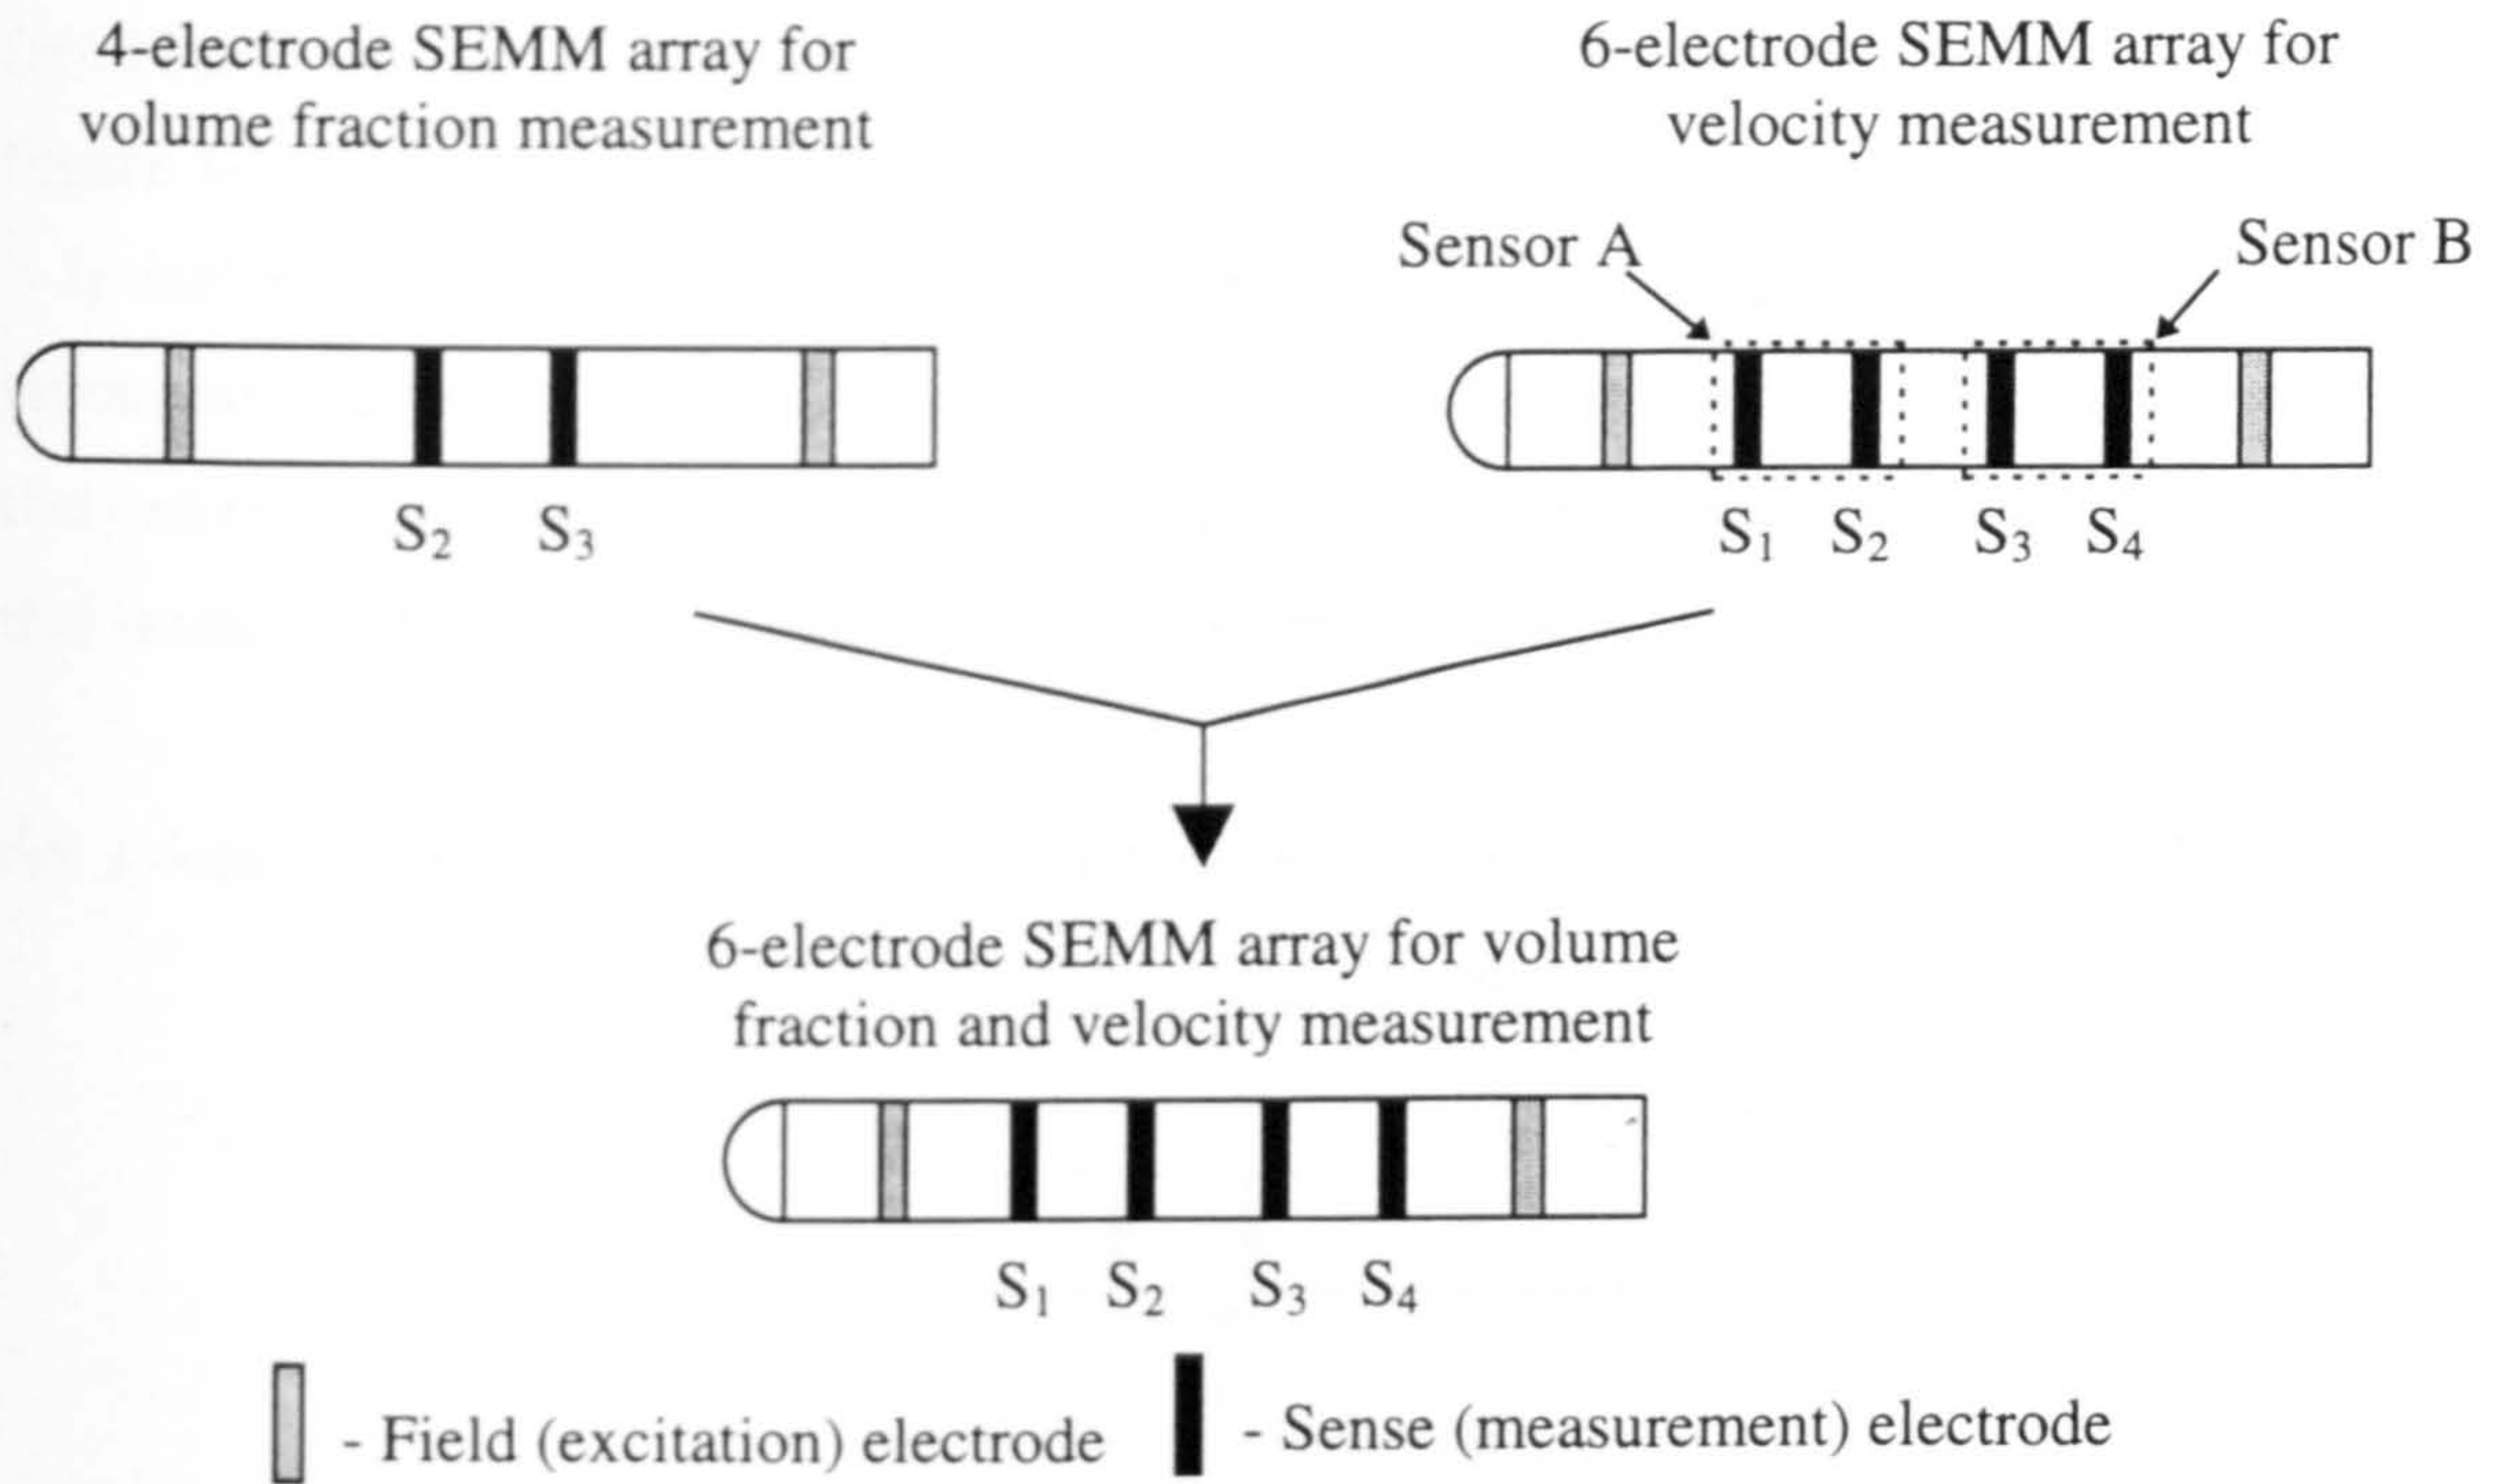 4-electrode SEMM array for
volume fraction measurement
6-electrode SEMM array for
velocity measurement
Sensor A
Sensor B
S2 S3
S1 S2 S3 S4
6-electrode SEMM array for volume
fraction and velocity measurement
S1 S2 S3 S4
- Field (excitation) electrode
- Sense (measurement) electrode